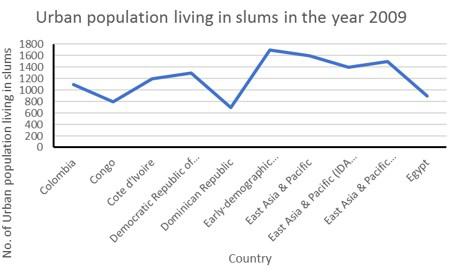 Urban population living in slums in the year 2009
No. of Urban population living in slums
1800
1600
1400
1200
1000
800
600
400
200
0
Colombia
Congo
Cote d'Ivoire
Democratic Republic of...
Dominican Republic
Early-demographic...
East Asia & Pacific
East Asia & Pacific (IDA...
East Asia & Pacific...
Egypt
Country